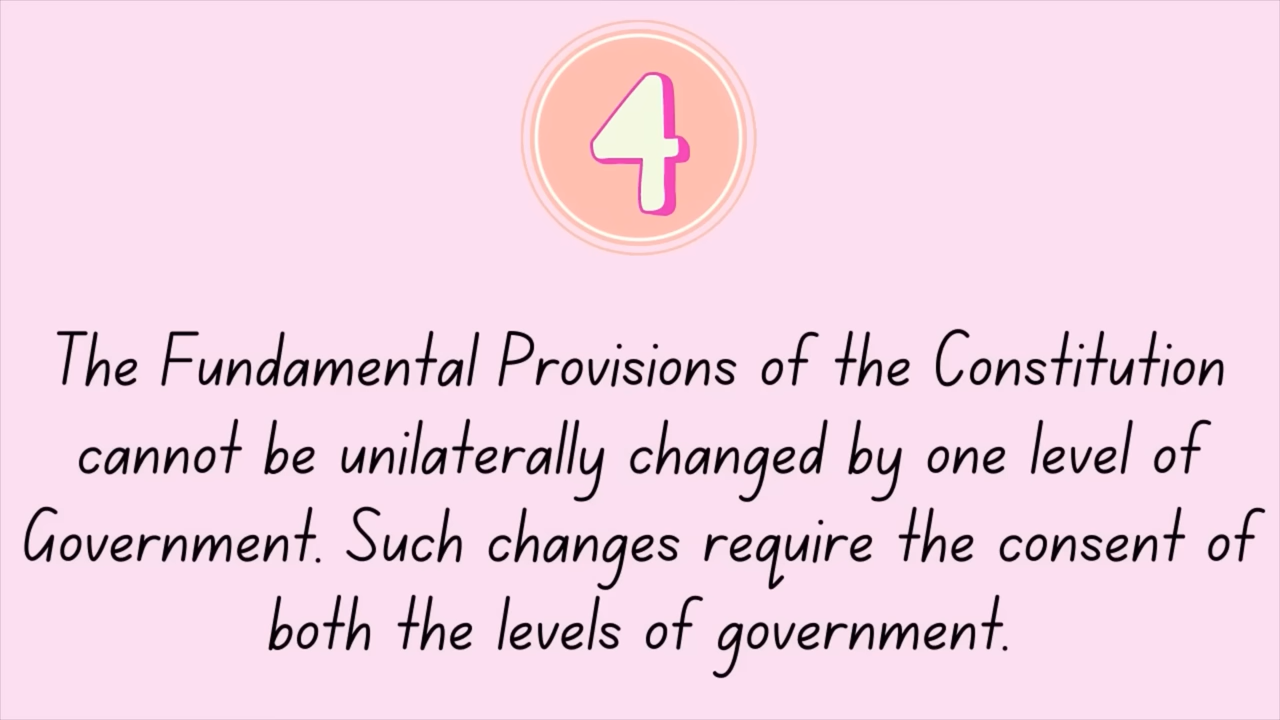 4
The Fundamental Provisions of the Constitution
cannot be unilaterally changed by one level of
Government. Such changes require the consent of
both the levels of government.